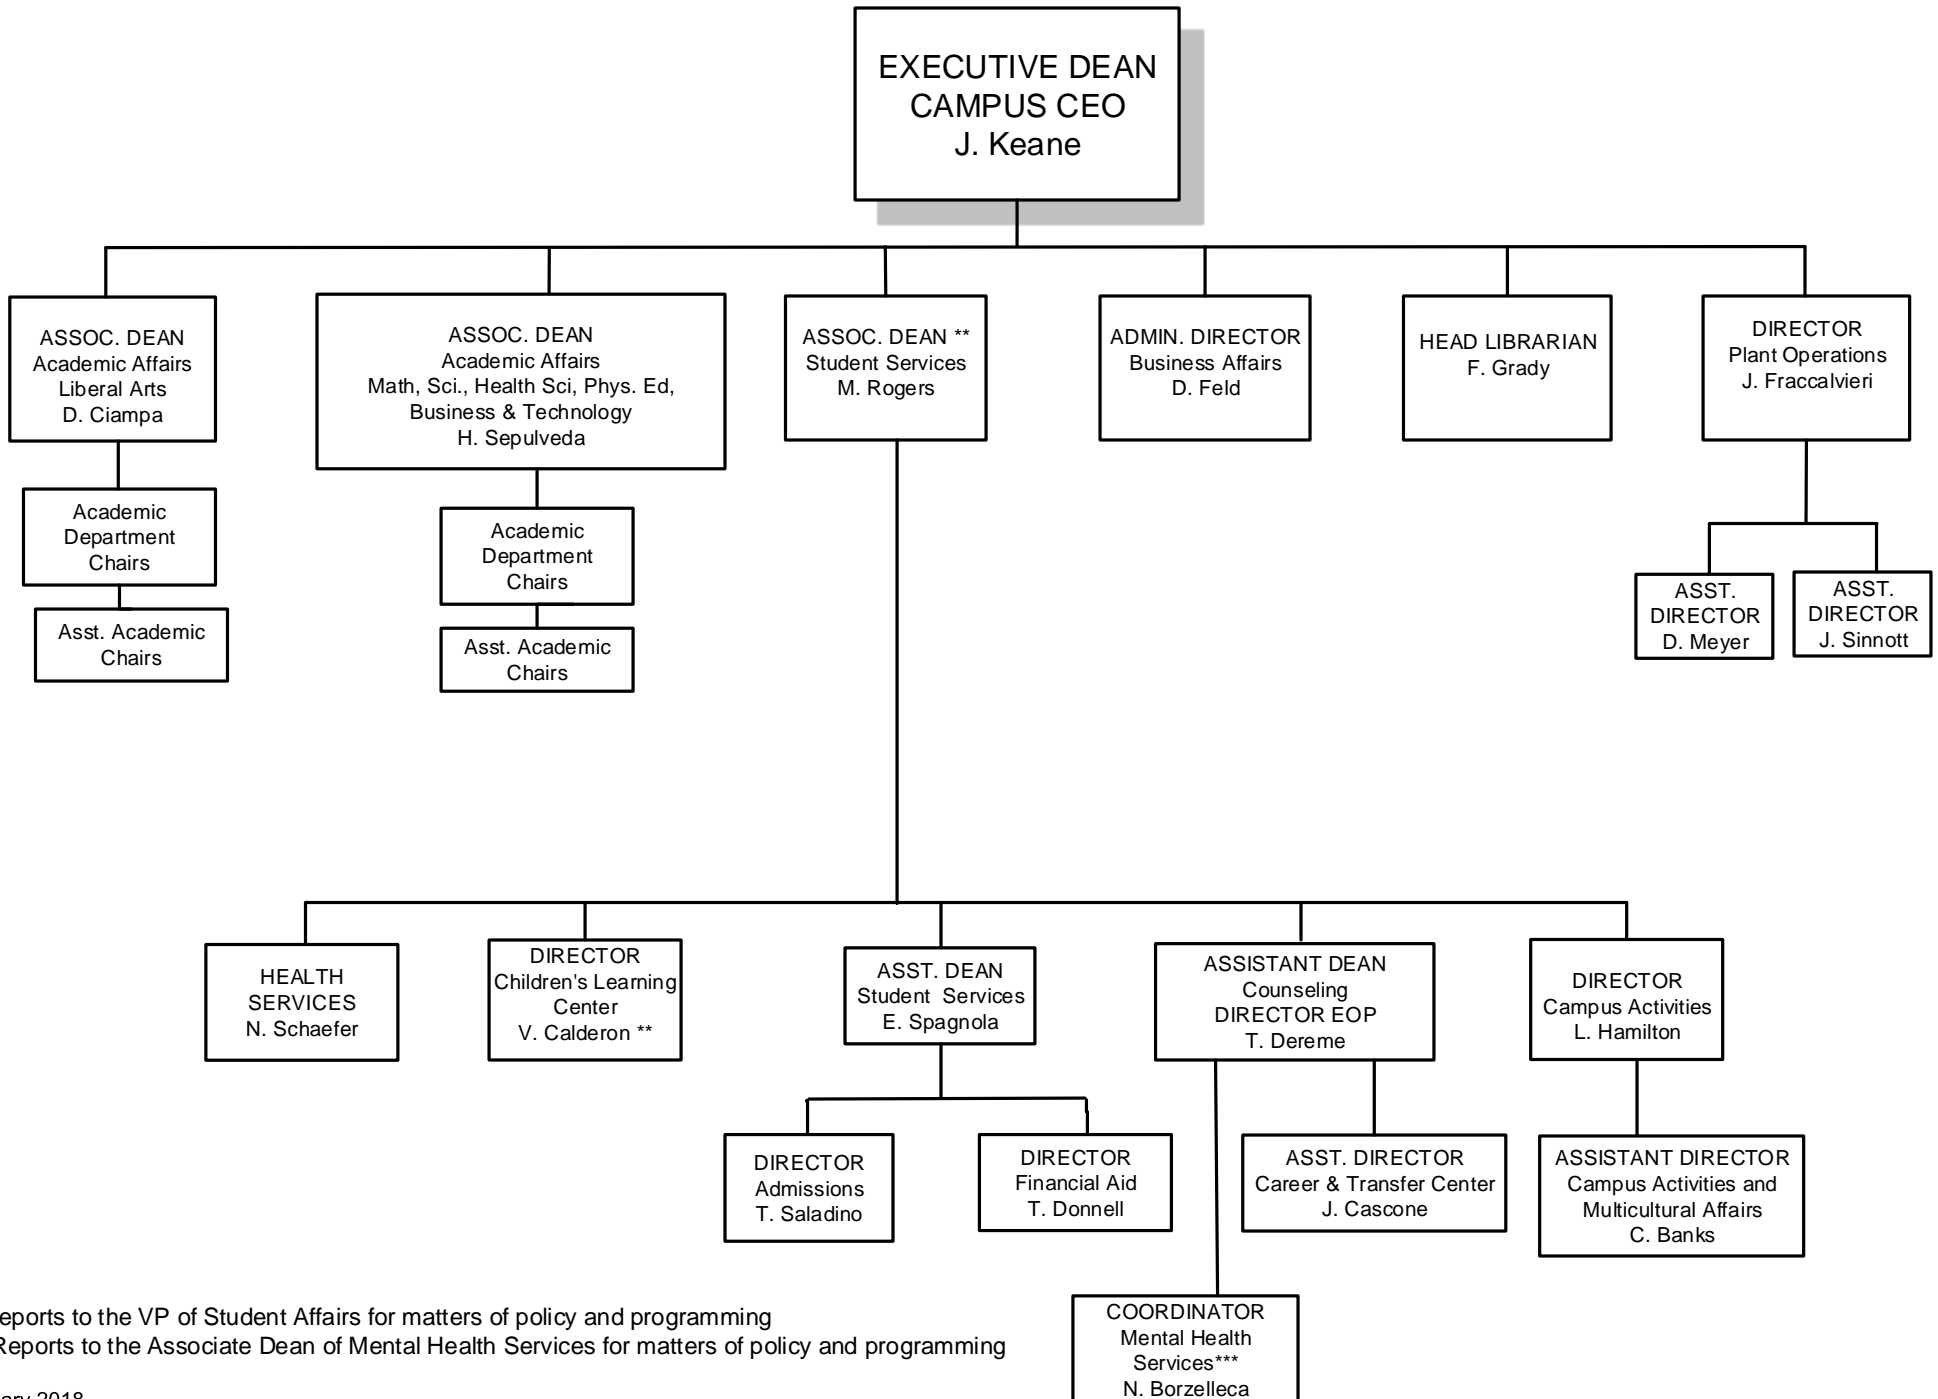 EXECUTIVE DEAN
CAMPUS CEO
J. Keane
ASSOC. DEAN
Academic Affairs
Liberal Arts
D. Ciampa
ASSOC. DEAN
Academic Affairs
Math, Sci., Health Sci, Phys. Ed,
Business & Technology
H. Sepulveda
ASSOC. DEAN **
Student Services
M. Rogers
ADMIN. DIRECTOR
Business Affairs
D. Feld
HEAD LIBRARIAN
F. Grady
DIRECTOR
Plant Operations
J. Fraccalvieri
Academic
Department
Chairs
Asst. Academic
Chairs
Academic
Department
Chairs
Asst. Academic
Chairs
ASST.
DIRECTOR
D. Meyer
ASST.
DIRECTOR
J. Sinnott
HEALTH
SERVICES
N. Schaefer
DIRECTOR
Children's Learning
Center
V. Calderon **
ASST. DEAN
Student Services
E. Spagnola
ASSISTANT DEAN
Counseling
DIRECTOR EOP
T. Dereme
DIRECTOR
Campus Activities
L. Hamilton
DIRECTOR
Admissions
T. Saladino
DIRECTOR
Financial Aid
T. Donnell
ASST. DIRECTOR
Career & Transfer Center
J. Cascone
ASSISTANT DIRECTOR
Campus Activities and
Multicultural Affairs
C. Banks
COORDINATOR
Mental Health
Services***
N. Borzelleca
eports to the VP of Student Affairs for matters of policy and programming
Reports to the Associate Dean of Mental Health Services for matters of policy and programming
2018